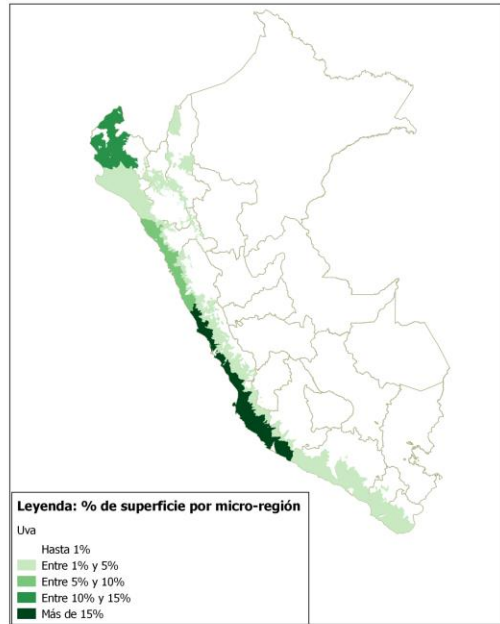 Leyenda: % de superficie por micro-región
Uva
Hasta 1%
Entre 1% y 5%
Entre 5% y 10%
Entre 10% y 15%
Más de 15%